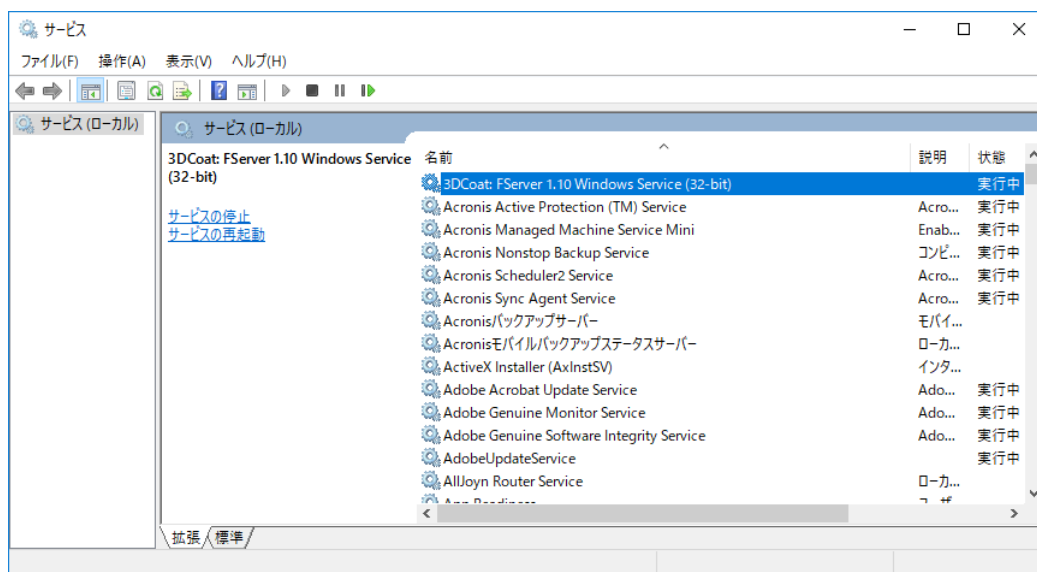 サービス
ファイル(F) 操作(A) 表示(V) ヘルプ(H)
サービス (ローカル)
サービス (ローカル)
3DCoat: FServer 1.10 Windows Service (32-bit)
サービスの停止
サービスの再起動
名前 説明 状態
3DCoat: FServer 1.10 Windows Service (32-bit) 実行中
Acronis Active Protection (TM) Service Acro... 実行中
Acronis Managed Machine Service Mini Enab... 実行中
Acronis Nonstop Backup Service コンピ... 実行中
Acronis Scheduler2 Service Acro... 実行中
Acronis Sync Agent Service Acro... 実行中
Acronisバックアップサーバー モバイ...
Acronisモバイルバックアップステータスサーバー ローカ...
ActiveX Installer (AxInstSV) インタ...
Adobe Acrobat Update Service Ado... 実行中
Adobe Genuine Monitor Service Ado... 実行中
Adobe Genuine Software Integrity Service Ado... 実行中
AdobeUpdateService 実行中
AllJoyn Router Service ローカ...
App Readiness
拡張 標準